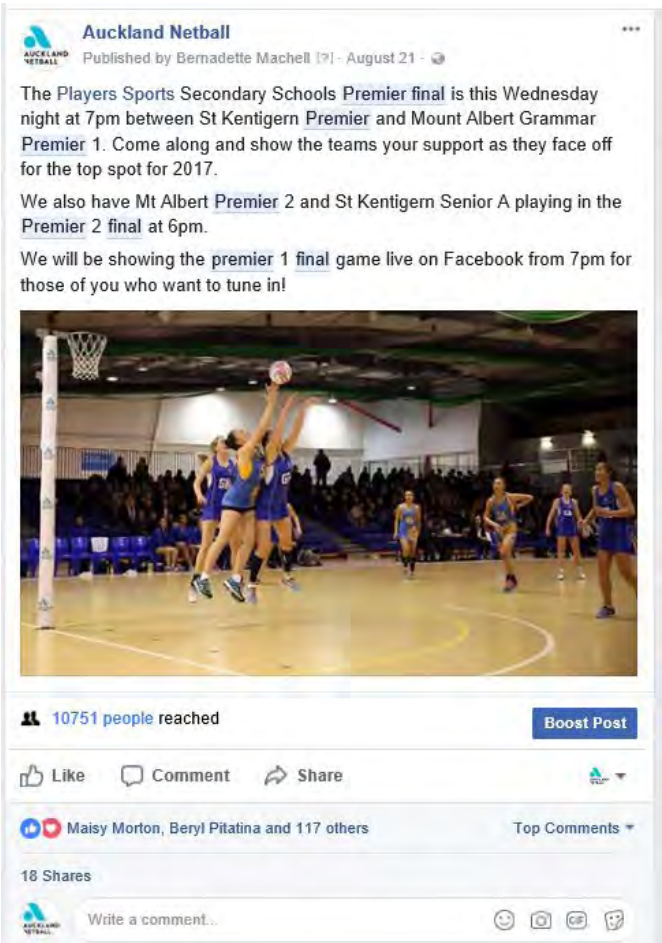 Auckland Netball
AUCKLAND
NETBALL
Published by Bernadette Machell [?] · August 21 ·
The Players Sports Secondary Schools Premier final is this Wednesday
night at 7pm between St Kentigern Premier and Mount Albert Grammar
Premier 1. Come along and show the teams your support as they face off
for the top spot for 2017.
We also have Mt Albert Premier 2 and St Kentigern Senior A playing in the
Premier 2 final at 6pm.
We will be showing the premier 1 final game live on Facebook from 7pm for
those of you who want to tune in!
10751 people reached
Boost Post
Like Comment Share
Maisy Morton, Beryl Pitatina and 117 others
Top Comments
18 Shares
AUCKLAND
NETBALL
Write a comment...
GIF